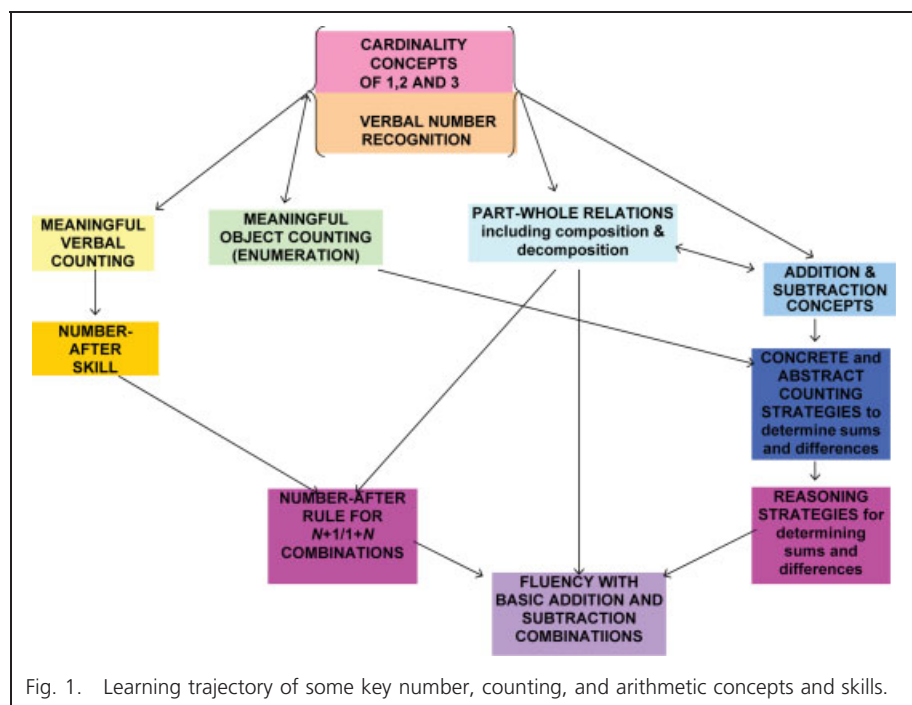 CARDINALITY
CONCEPTS
OF 1,2 AND 3
VERBAL NUMBER
RECOGNITION
MEANINGFUL
VERBAL
COUNTING
MEANINGFUL
OBJECT COUNTING
(ENUMERATION)
PART-WHOLE RELATIONS
including composition &
decomposition
ADDITION &
SUBTRACTION
CONCEPTS
NUMBER-
AFTER
SKILL
CONCRETE and
ABSTRACT
COUNTING
STRATEGIES to
determine sums
and differences
NUMBER-AFTER
RULE FOR
N+1/1+N
COMBINATIONS
REASONING
STRATEGIES for
determining
sums and
differences
FLUENCY WITH
BASIC ADDITION AND
SUBTRACTION
COMBINATIIONS
Fig. 1. Learning trajectory of some key number, counting, and arithmetic concepts and skills.